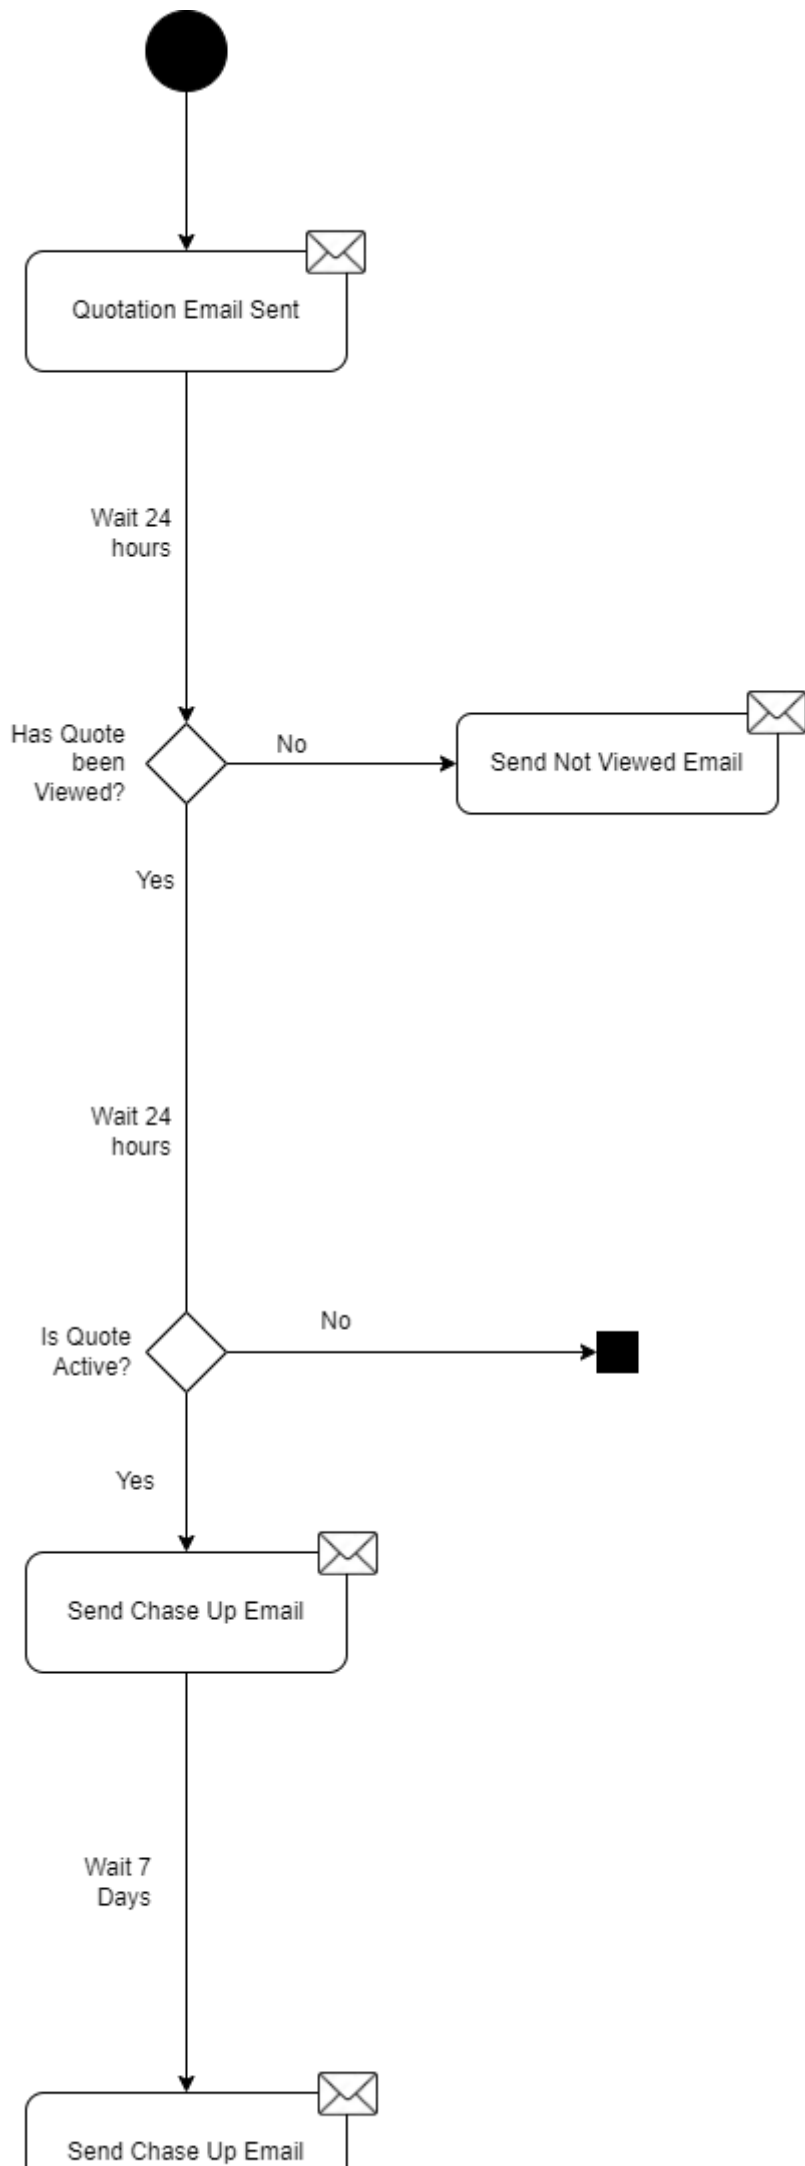 Quotation Email Sent
Wait 24
hours
Has Quote
been
Viewed?
No
Send Not Viewed Email
Yes
Wait 24
hours
Is Quote
Active?
No
Yes
Send Chase Up Email
Wait 7
Days
Send Chase Up Email